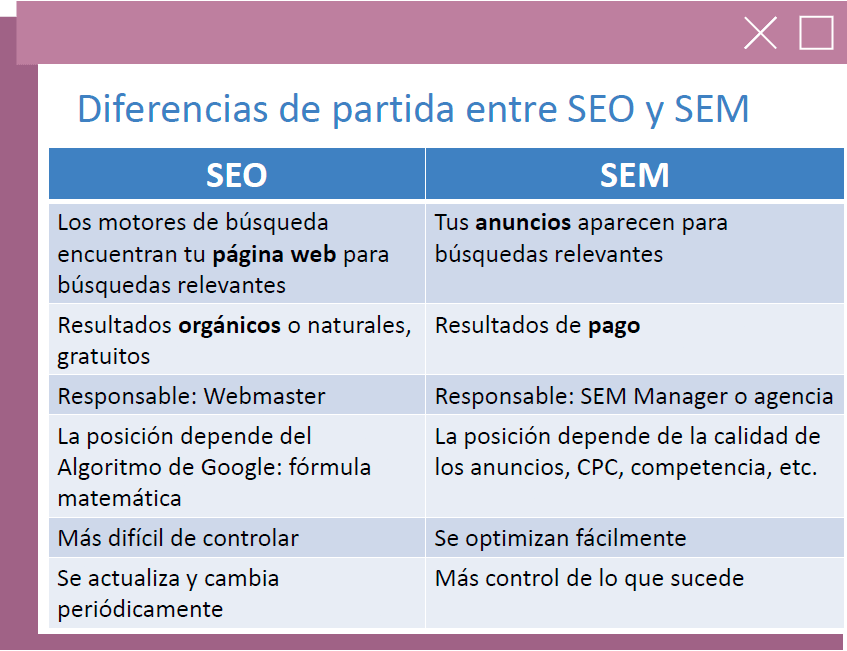 Diferencias de partida entre SEO y SEM
SEO
SEM
Los motores de búsqueda
encuentran tu página web para
búsquedas relevantes
Tus anuncios aparecen para
búsquedas relevantes
Resultados orgánicos o naturales,
gratuitos
Resultados de pago
Responsable: Webmaster
Responsable: SEM Manager o agencia
La posición depende del
Algoritmo de Google: fórmula
matemática
La posición depende de la calidad de
los anuncios, CPC, competencia, etc.
Más difícil de controlar
Se optimizan fácilmente
Se actualiza y cambia
periódicamente
Más control de lo que sucede